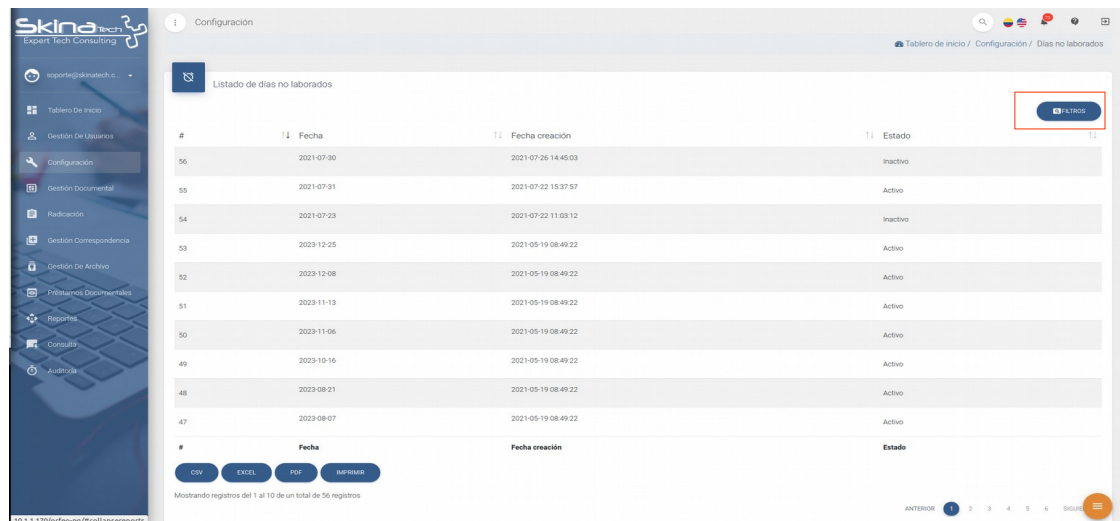 Skina Tech
Expert Tech Consulting
Configuración
72
Tablero de inicio / Configuración / Días no laborados
soporte@skinatech.c...
Listado de días no laborados
FILTROS
Tablero De Inicio
Gestión De Usuarios
Configuración
Gestión Documental
Radicación
Gestión Correspondencia
Gestión De Archivo
Préstamos Documentales
Reportes
Consulta
Auditoría
# Fecha Fecha creación Estado
56 2021-07-30 2021-07-26 14:45:03 Inactivo
55 2021-07-31 2021-07-22 15:37:57 Activo
54 2021-07-23 2021-07-22 11:03:12 Inactivo
53 2023-12-25 2021-05-19 08:49:22 Activo
52 2023-12-08 2021-05-19 08:49:22 Activo
51 2023-11-13 2021-05-19 08:49:22 Activo
50 2023-11-06 2021-05-19 08:49:22 Activo
49 2023-10-16 2021-05-19 08:49:22 Activo
48 2023-08-21 2021-05-19 08:49:22 Activo
47 2023-08-07 2021-05-19 08:49:22 Activo
# Fecha Fecha creación Estado
CSV EXCEL PDF IMPRIMIR
Mostrando registros del 1 al 10 de un total de 56 registros
ANTERIOR 1 2 3 4 5 6 SIGUIE